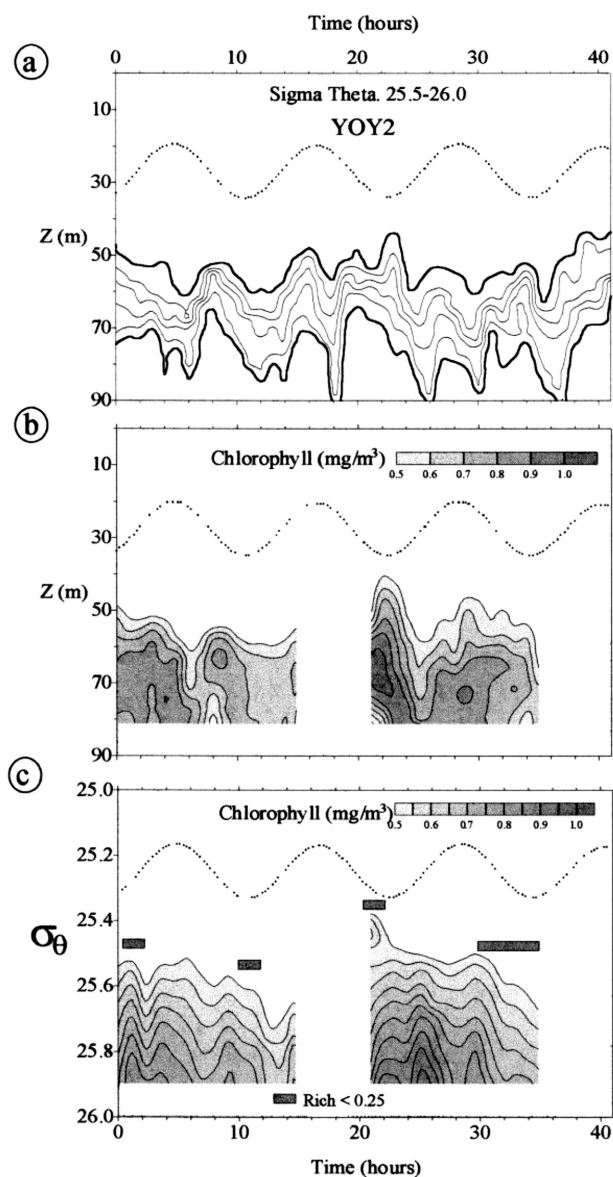 Time (hours)
0 10 20 30 40
a
Sigma Theta. 25.5-26.0
YOY2
10
30
Z (m)
50
70
90
b
Chlorophyll (mg/m³)
0.5 0.6 0.7 0.8 0.9 1.0
10
30
Z (m)
50
70
90
c
25.0
Chlorophyll (mg/m³)
0.5 0.6 0.7 0.8 0.9 1.0
25.2
25.4
σθ
25.6
25.8
Rich < 0.25
26.0
0 10 20 30 40
Time (hours)